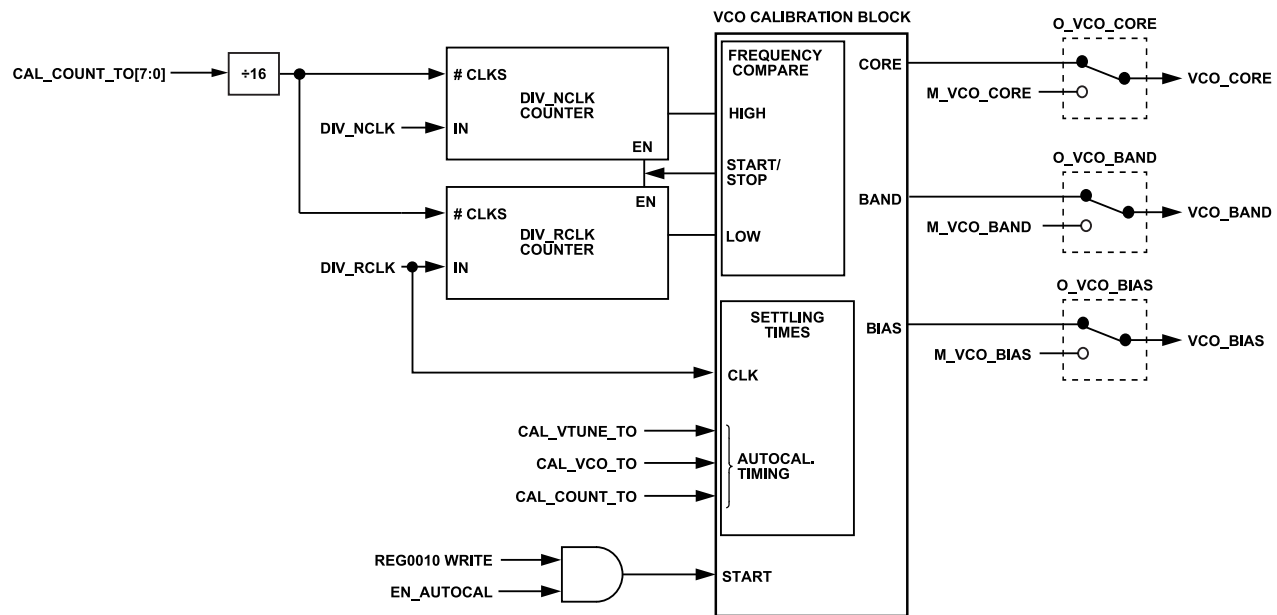 VCO CALIBRATION BLOCK
CAL_COUNT_TO[7:0]
÷16
# CLKS
DIV_NCLK
COUNTER
DIV_NCLK
IN
EN
# CLKS
DIV_RCLK
COUNTER
DIV_RCLK
IN
EN
FREQUENCY
COMPARE
HIGH
START/
STOP
LOW
SETTLING
TIMES
CLK
CAL_VTUNE_TO
CAL_VCO_TO
CAL_COUNT_TO
AUTOCAL.
TIMING
REG0010 WRITE
EN_AUTOCAL
START
CORE
O_VCO_CORE
M_VCO_CORE
VCO_CORE
BAND
O_VCO_BAND
M_VCO_BAND
VCO_BAND
BIAS
O_VCO_BIAS
M_VCO_BIAS
VCO_BIAS